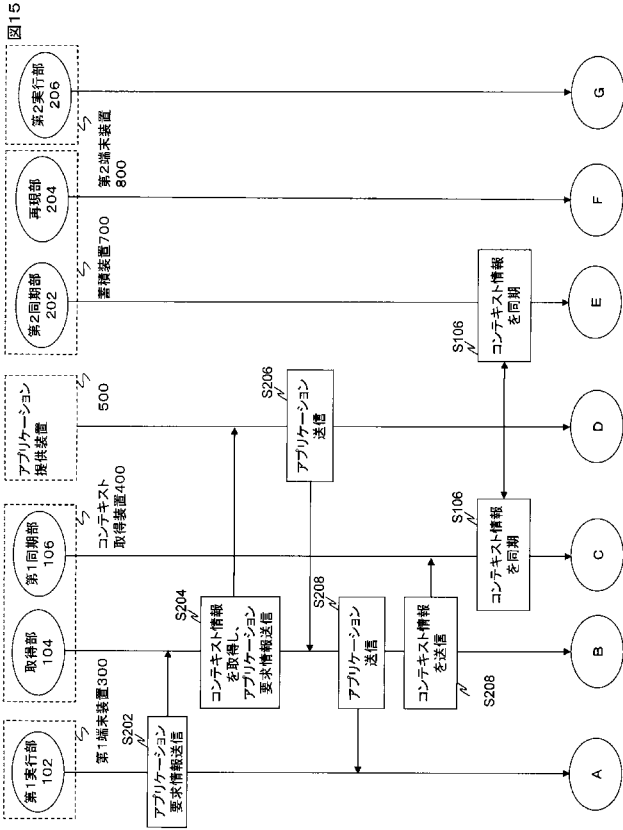 図15
第1実行部
102
第1端末装置300
取得部
104
第1同期部
106
コンテキスト
取得装置400
アプリケーション
提供装置
500
第2同期部
202
蓄積装置700
再現部
204
第2端末装置
800
第2実行部
206
S202
アプリケーション
要求情報送信
S204
コンテキスト情報
を取得し、
アプリケーション
要求情報送信
S206
アプリケーション
送信
S208
アプリケーション
送信
コンテキスト情報
を送信
S208
S106
コンテキスト情報
を同期
S106
コンテキスト情報
を同期
A
B
C
D
E
F
G